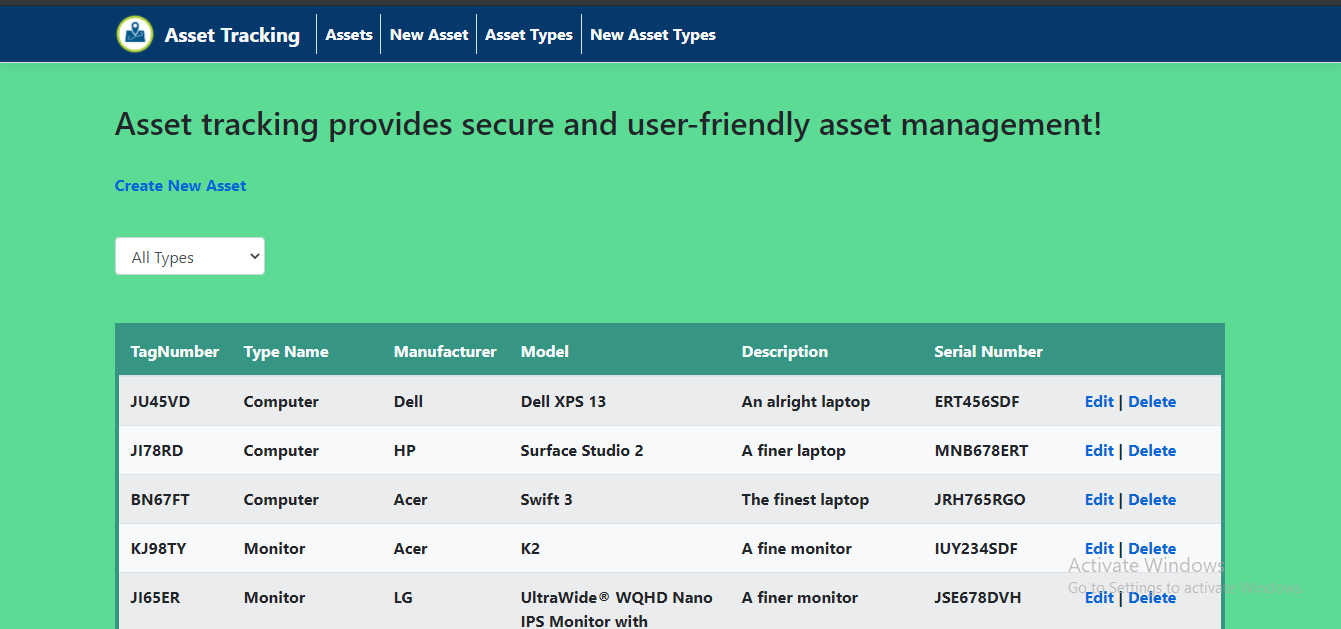 Asset Tracking Assets New Asset Asset Types New Asset Types
Asset tracking provides secure and user-friendly asset management!
Create New Asset
All Types
TagNumber Type Name Manufacturer Model Description Serial Number
JU45VD Computer Dell Dell XPS 13 An alright laptop ERT456SDF Edit | Delete
JI78RD Computer HP Surface Studio 2 A finer laptop MNB678ERT Edit | Delete
BN67FT Computer Acer Swift 3 The finest laptop JRH765RGO Edit | Delete
KJ98TY Monitor Acer K2 A fine monitor IUY234SDF Edit | Delete
Activate Windows
Go to Settings to activate Windows.
JI65ER Monitor LG UltraWide® WQHD Nano A finer monitor JSE678DVH Edit | Delete
IPS Monitor with